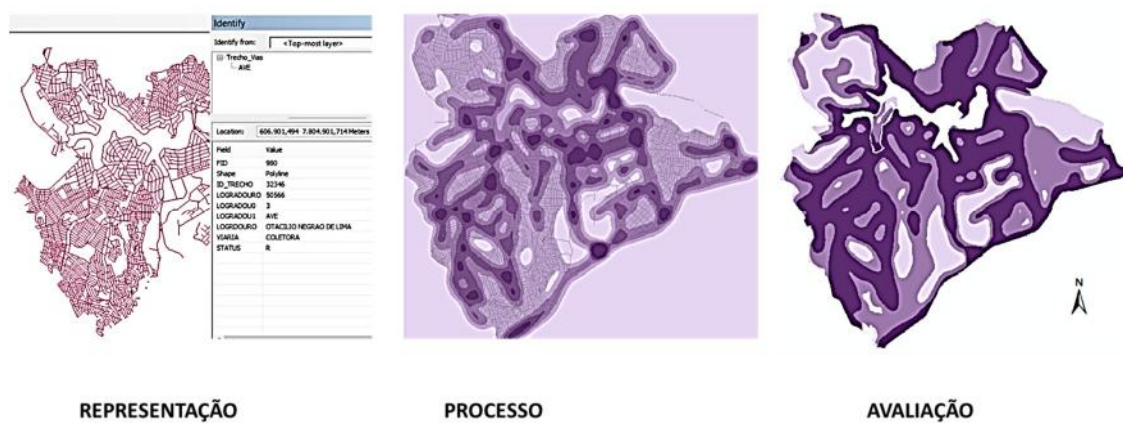 Identify
Identify from: <Top-most layer>
Trecho_Vias
AVE
Location: 606.901,494 7.804.901,714 Meters
Field Value
FID 980
Shape Polyline
ID_TRECHO 32346
LOGRADOURO 50566
LOGRADOU0 3
LOGRADOU1 AVE
LOGRDOURO OTACILIO NEGRAO DE LIMA
VIARIA COLETORA
STATUS R
N
REPRESENTAÇÃO PROCESSO AVALIAÇÃO